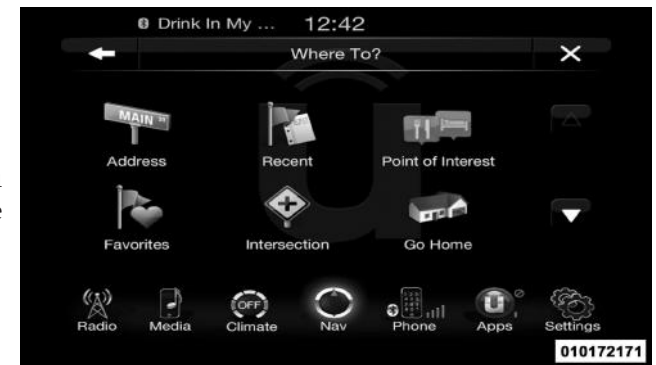 Drink In My ... 12:42
Where To?
MAIN ST
Address Recent Point of Interest
Favorites Intersection Go Home
OFF
Radio Media Climate Nav Phone Apps Settings
010172171